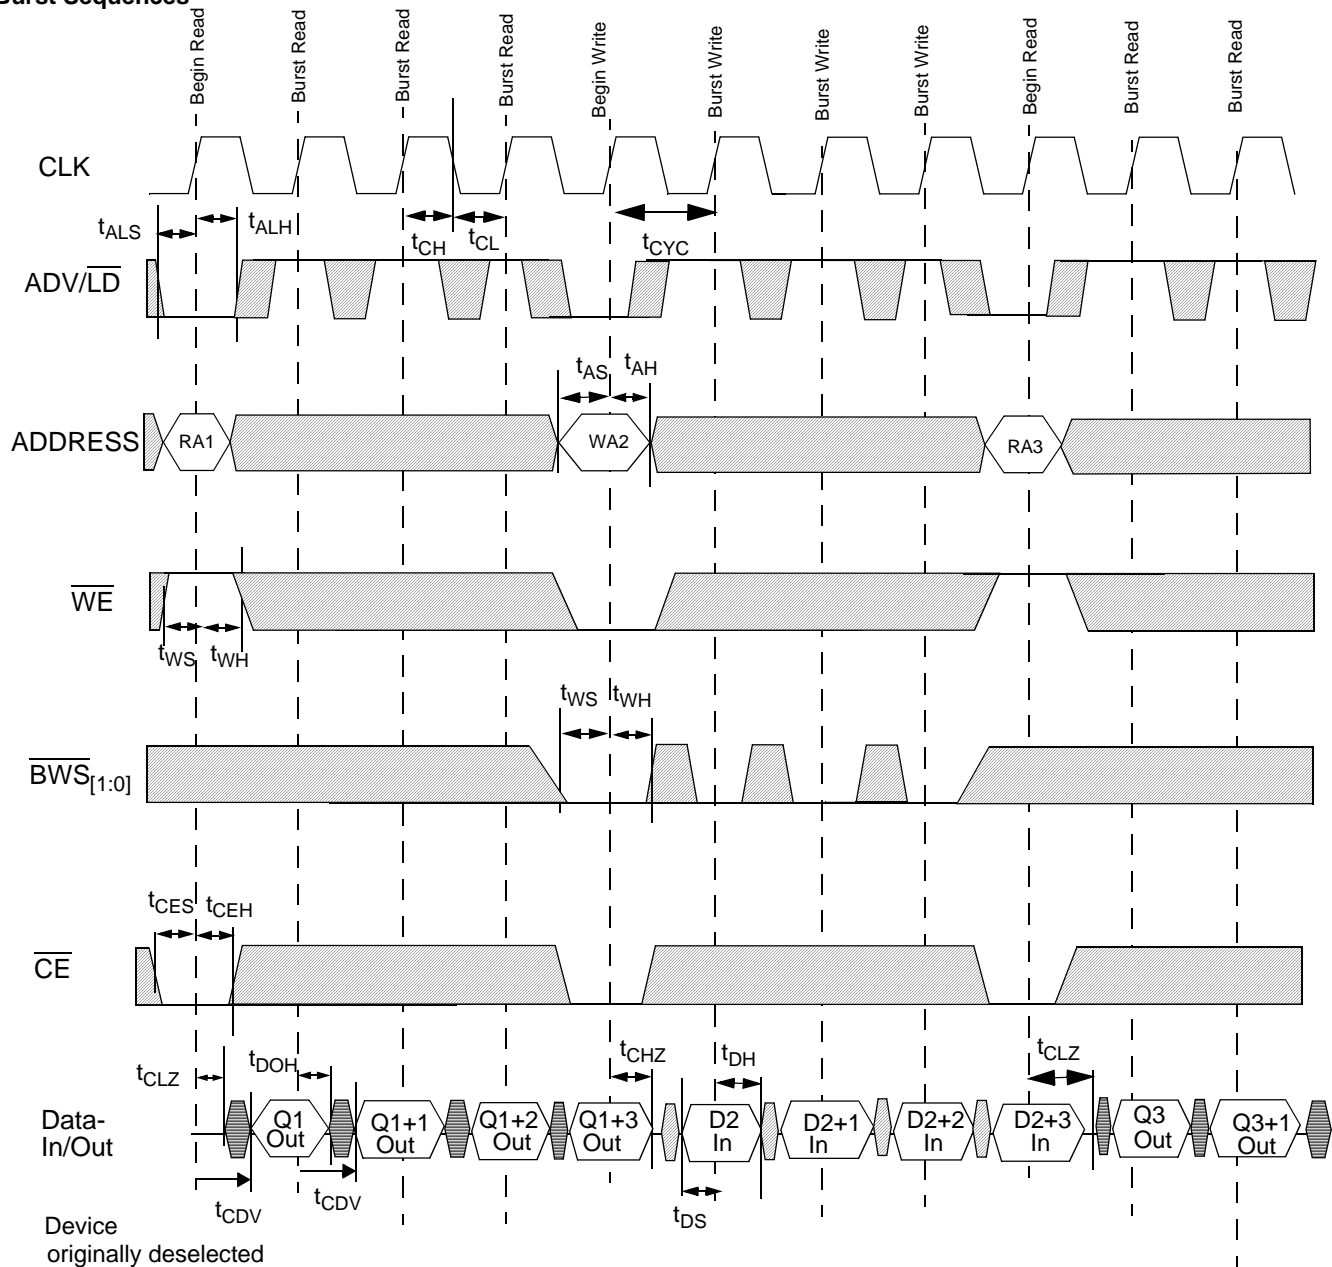 Burst Sequences
Begin Read
Burst Read
Burst Read
Burst Read
Begin Write
Burst Write
Burst Write
Burst Write
Begin Read
Burst Read
Burst Read
CLK
tALS
tALH
tCH
tCL
tCYC
ADV/LD
tAS
tAH
ADDRESS
RA1
WA2
RA3
WE
tWS
tWH
tWS
tWH
BWS[1:0]
tCES
tCEH
CE
tCLZ
tDOH
tCHZ
tDH
tCLZ
Data-
In/Out
Q1
Out
Q1+1
Out
Q1+2
Out
Q1+3
Out
D2
In
D2+1
In
D2+2
In
D2+3
In
Q3
Out
Q3+1
Out
tCDV
tCDV
tDS
Device
originally deselected